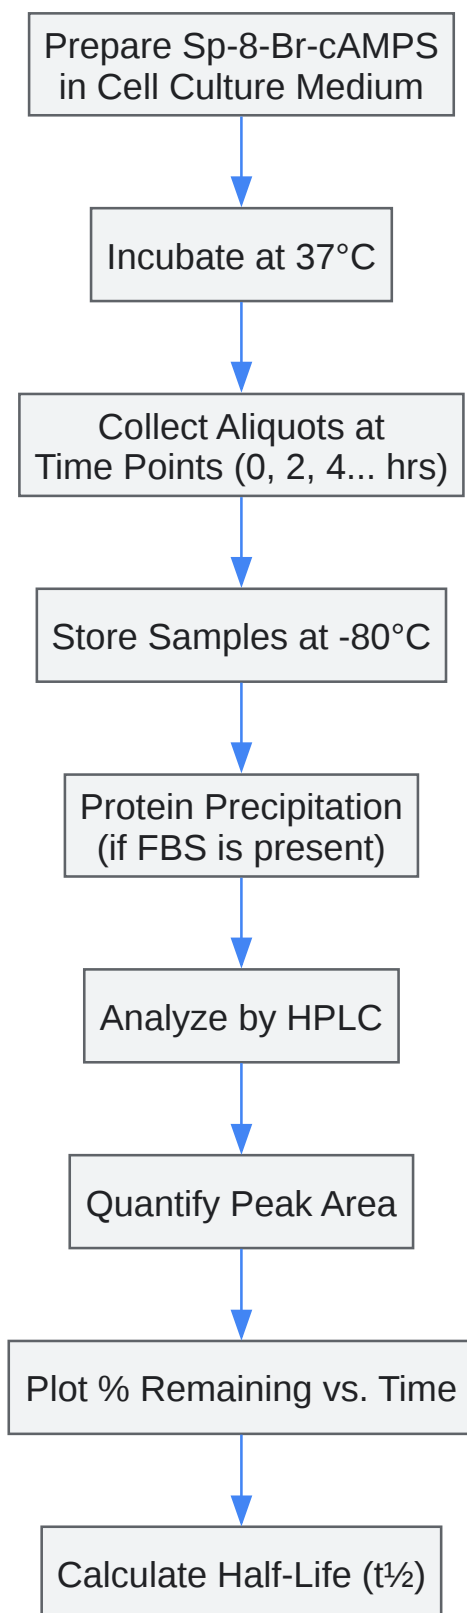 Prepare Sp-8-Br-cAMPS
in Cell Culture Medium
Incubate at 37°C
Collect Aliquots at
Time Points (0, 2, 4... hrs)
Store Samples at -80°C
Protein Precipitation
(if FBS is present)
Analyze by HPLC
Quantify Peak Area
Plot % Remaining vs. Time
Calculate Half-Life (t½)